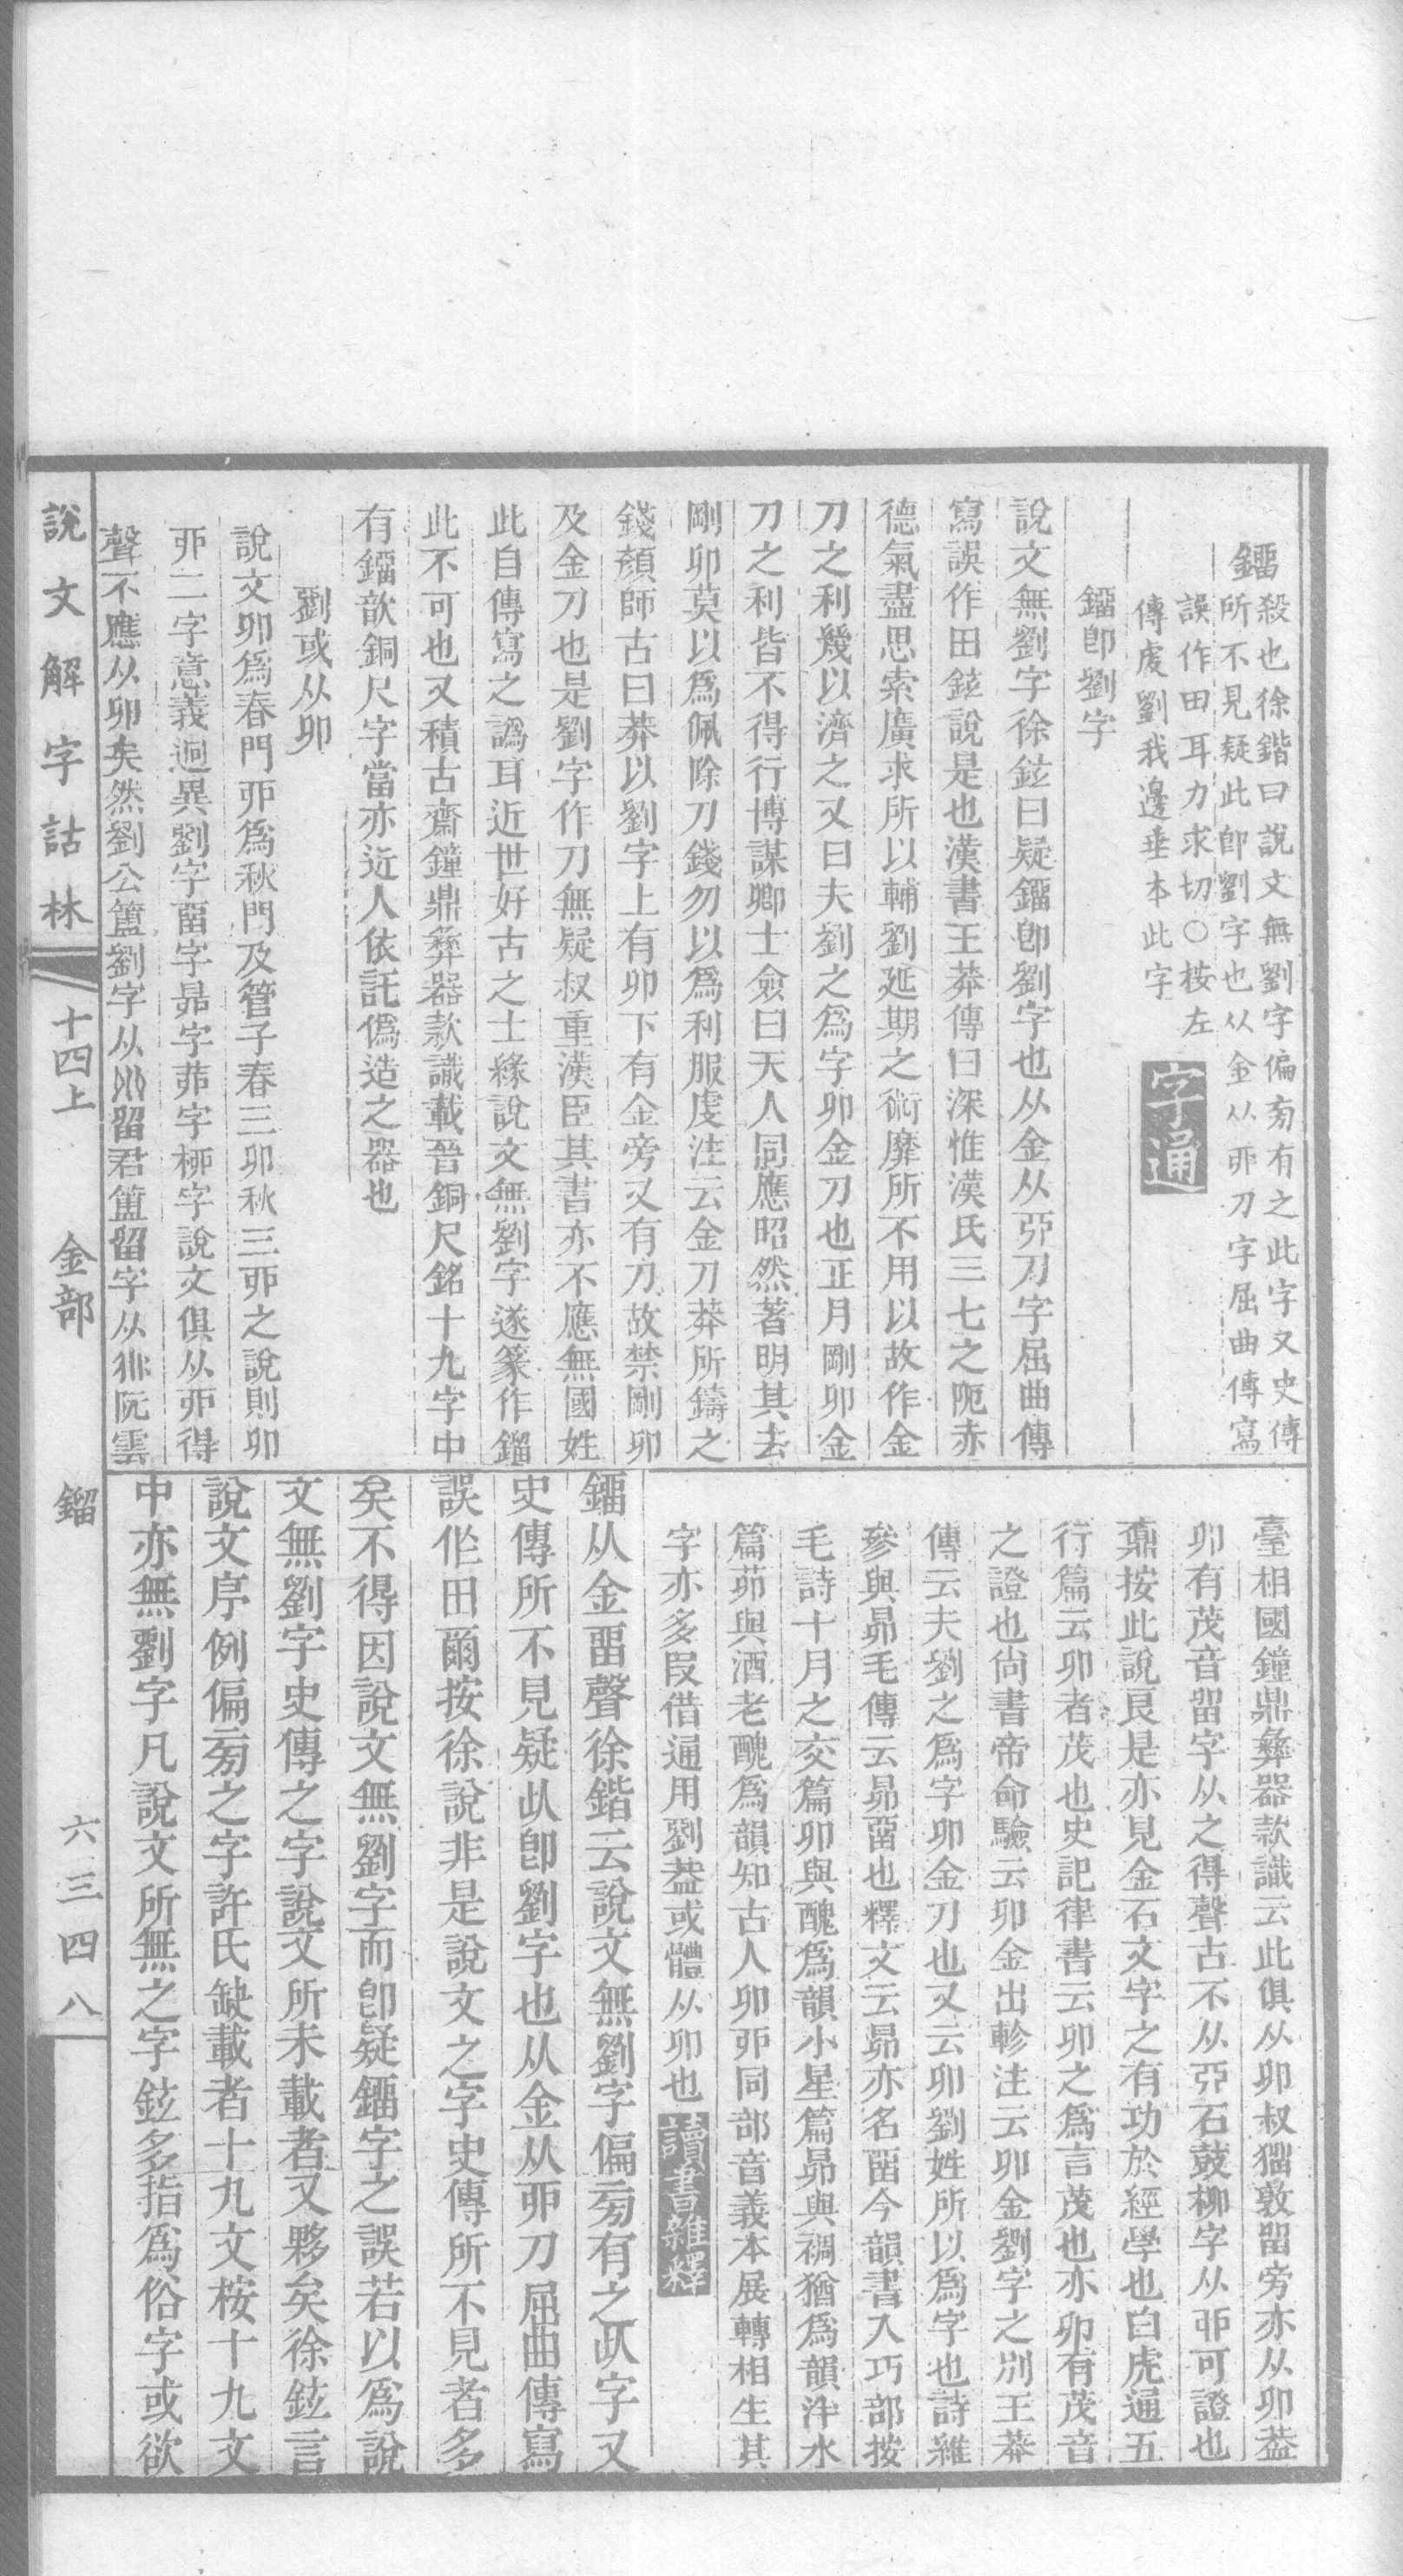 鐂殺也徐鍇曰說文無劉字偏㫄有之此字又史傳
所不見疑此卽劉字也从金从丣刀字屈曲傳寫
誤作田耳力求切○桉左
傳虔劉我邊垂本此字
字通
鐂卽劉字
說文無劉字徐鉉曰疑鐂卽劉字也从金从丣刀字屈曲傳
寫誤作田鉉說是也漢書王莽傳曰深惟漢氏三七之阸赤
德氣盡思索廣求所以輔劉延期之術靡所不用以故作金
刀之利幾以濟之又曰夫劉之爲字卯金刀也正月剛卯金
刀之利皆不得行博謀卿士僉曰天人同應昭然著明其去
剛卯莫以爲佩除刀錢勿以爲利服虔注云金刀莽所鑄之
錢顏師古曰莽以劉字上有卯下有金旁又有刀故禁剛卯
及金刀也是劉字作刀無疑叔重漢臣其書亦不應無國姓
此自傳寫之譌耳近世好古之士緣說文無劉字遂篆作鎦
此不可也又積古齋鐘鼎彝器款識載晉銅尺銘十九字中
有鐂歆銅尺字當亦近人依託僞造之器也
劉或从卯
說文卯爲春門丣爲秋門及管子春三卯秋三丣之說則卯
丣二字意義迥異劉字畱字昴字茆字桺字說文俱从丣得
聲不應从卯矣然劉公簠劉字从留君簠留字从阮雲
臺相國鐘鼎彝器款識云此俱从卯叔㺊敦留旁亦从卯葢
卯有茂音留字从之得聲古不从丣石鼓柳字从丣可證也
鼐按此說良是亦見金石文字之有功於經學也白虎通五
行篇云卯者茂也史記律書云卯之爲言茂也亦卯有茂音
之證也尙書帝命驗云卯金出軫注云卯金劉字之別王莽
傳云夫劉之爲字卯金刀也又云卯劉姓所以爲字也詩維
參與昴毛傳云昴畱也釋文云昴亦名畱今韻書入巧部按
毛詩十月之交篇卯與醜爲韻小星篇昴與裯猶爲韻泮水
篇茆與酒老醜爲韻知古人卯丣同部音義本展轉相生其
字亦多叚借通用劉葢或體从卯也讀書雜釋
鐂从金畱聲徐鍇云說文無劉字偏㫄有之此字又
史傳所不見疑此卽劉字也从金从丣刀屈曲傳寫
誤作田爾按徐說非是說文之字史傳所不見者多
矣不得因說文無劉字而卽疑鐂字之誤若以爲說
文無劉字史傳之字說文所未載者又夥矣徐鉉言
說文序例偏㫄之字許氏缺載者十九文桉十九文
中亦無劉字凡說文所無之字鉉多指爲俗字或欲
說文解字詁林
十四上
金部
鎦
六三四八